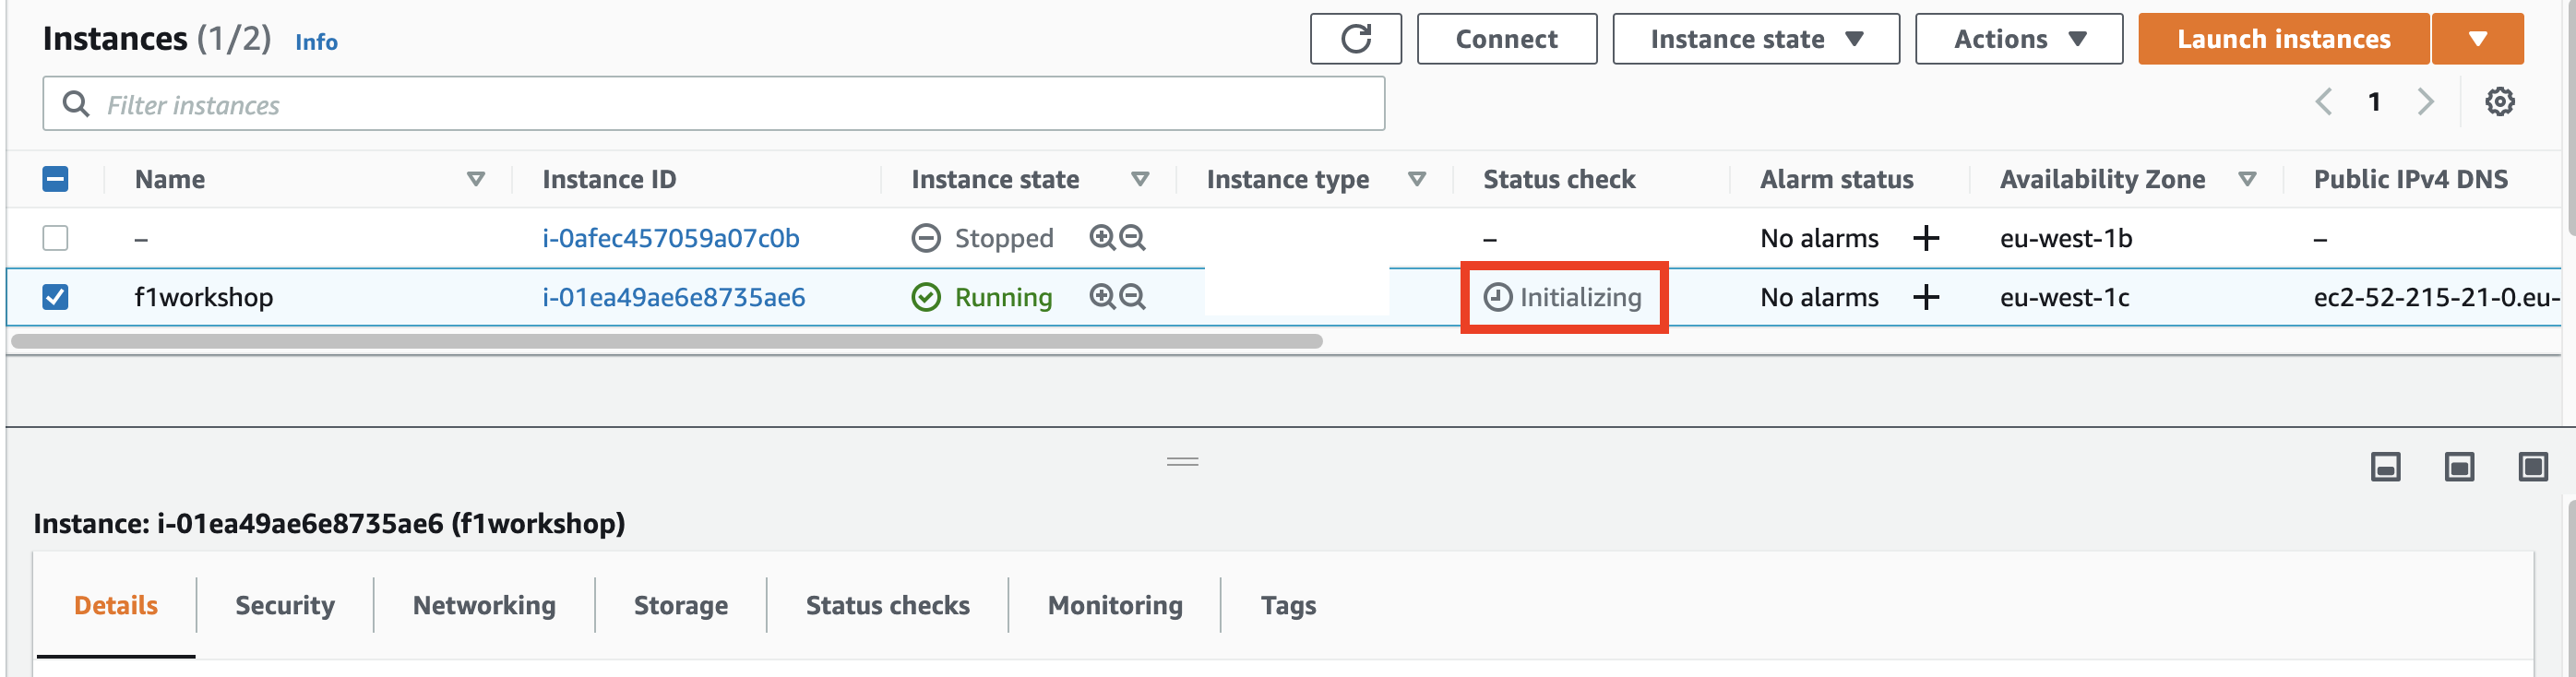 Instances (1/2) Info Connect Instance state Actions Launch instances
Filter instances 1
Name Instance ID Instance state Instance type Status check Alarm status Availability Zone Public IPv4 DNS
– i-0afec457059a07c0b Stopped – No alarms + eu-west-1b –
f1workshop i-01ea49ae6e8735ae6 Running Initializing No alarms + eu-west-1c ec2-52-215-21-0.eu-
Instance: i-01ea49ae6e8735ae6 (f1workshop)
Details Security Networking Storage Status checks Monitoring Tags